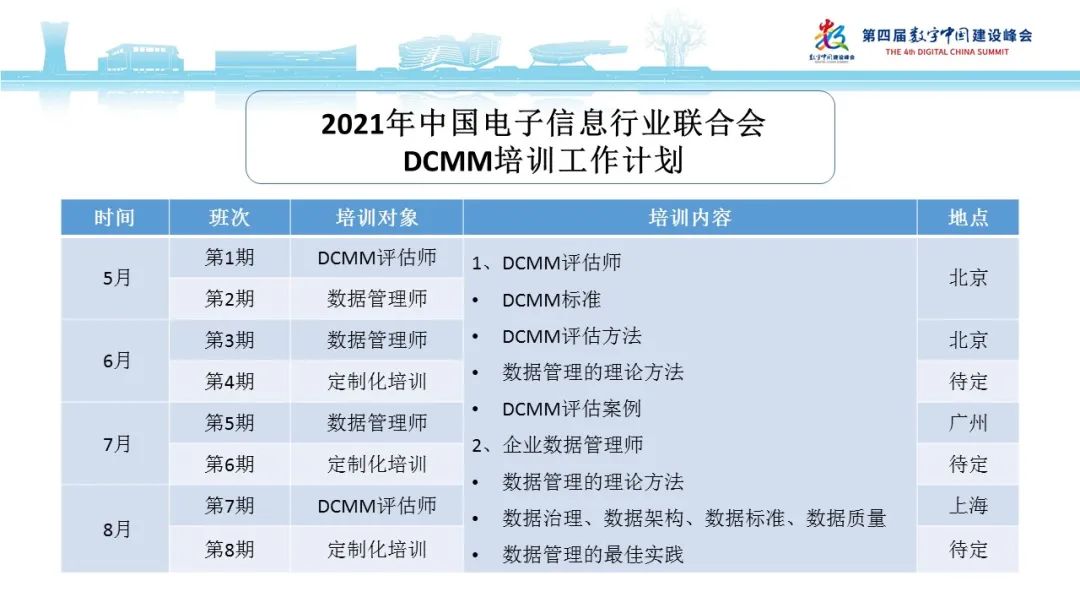 第四届数字中国建设峰会
THE 4th DIGITAL CHINA SUMMIT
数字中国建设峰会
2021年中国电子信息行业联合会
DCMM培训工作计划
时间 班次 培训对象 培训内容 地点
5月 第1期 DCMM评估师 北京
第2期 数据管理师
6月 第3期 数据管理师 北京
第4期 定制化培训 待定
7月 第5期 数据管理师 广州
第6期 定制化培训 待定
8月 第7期 DCMM评估师 上海
第8期 定制化培训 待定
1、DCMM评估师
• DCMM标准
• DCMM评估方法
• 数据管理的理论方法
• DCMM评估案例
2、企业数据管理师
• 数据管理的理论方法
• 数据治理、数据架构、数据标准、数据质量
• 数据管理的最佳实践